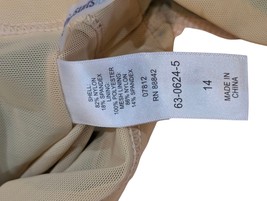 SHELL:
82% NYLON
18% SPANDEX
LINING:
100% POLYESTER
MESH LINING:
86% NYLON
14% SPANDEX
07812
RN 86842
63-0624-5
14
MADE IN
CHINA